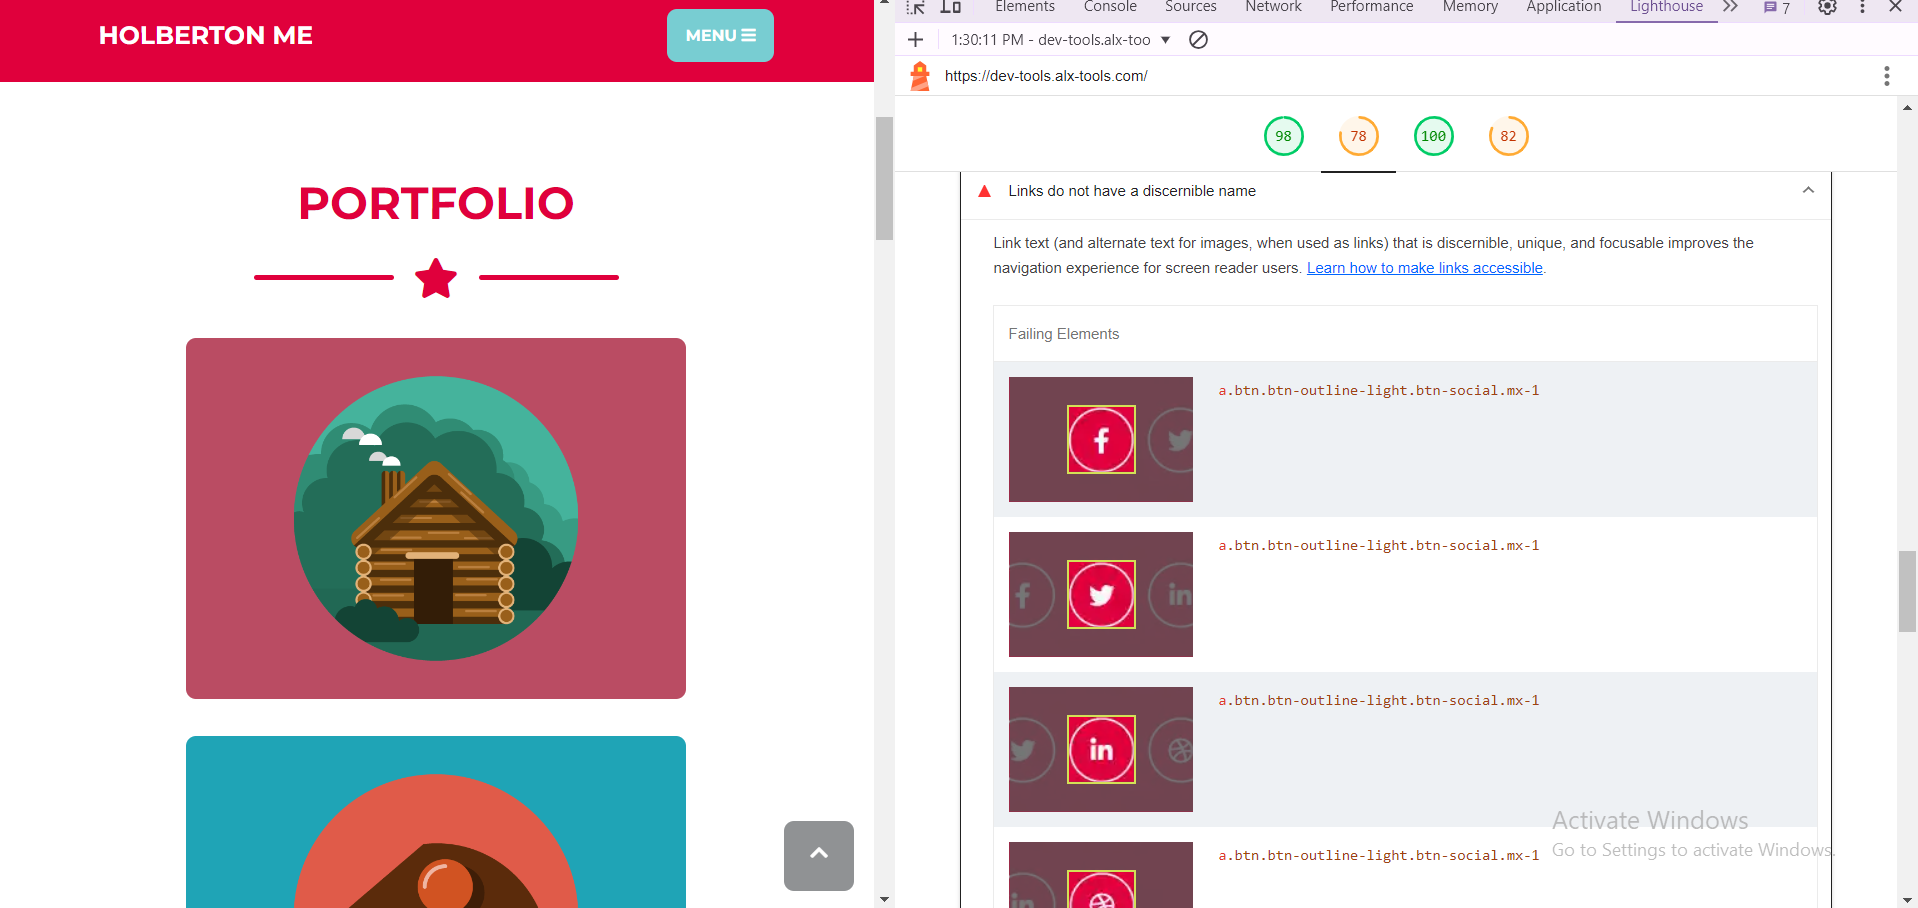 HOLBERTON ME
MENU
PORTFOLIO
Elements Console Sources Network Performance Memory Application Lighthouse 7
1:30:11 PM - dev-tools.alx-too
https://dev-tools.alx-tools.com/
98 78 100 82
Links do not have a discernible name
Link text (and alternate text for images, when used as links) that is discernible, unique, and focusable improves the
navigation experience for screen reader users. Learn how to make links accessible.
Failing Elements
a.btn.btn-outline-light.btn-social.mx-1
a.btn.btn-outline-light.btn-social.mx-1
a.btn.btn-outline-light.btn-social.mx-1
a.btn.btn-outline-light.btn-social.mx-1
Activate Windows
Go to Settings to activate Windows.